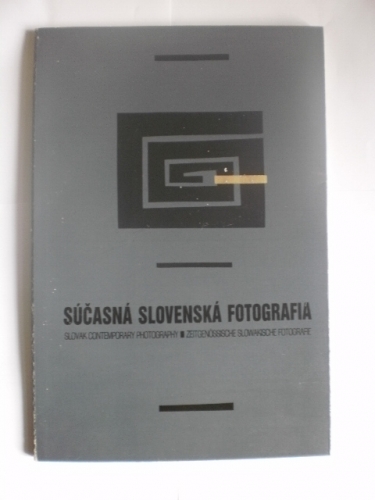 SÚČASNÁ SLOVENSKÁ FOTOGRAFIA
SLOVAK CONTEMPORARY PHOTOGRAPHY ■ ZEITGENÖSSISCHE SLOWAKISCHE FOTOGRAFIE